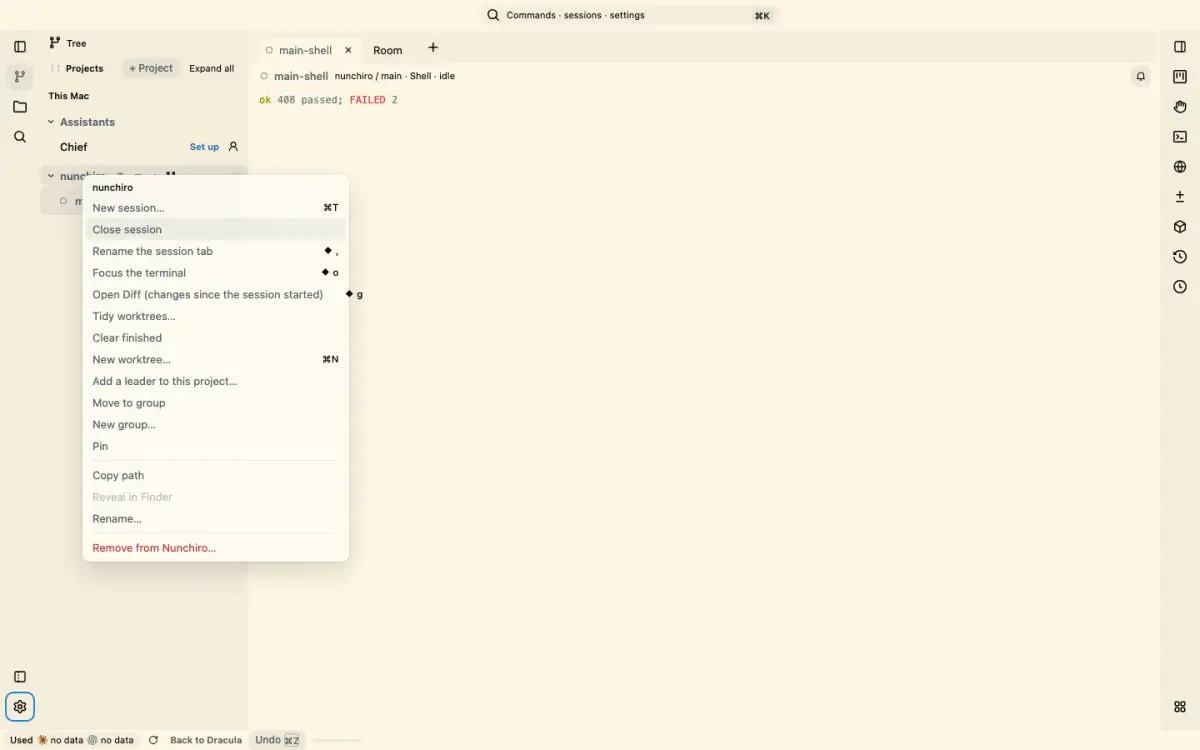 Commands · sessions · settings ⌘K
Tree
Projects + Project Expand all
This Mac
Assistants
Chief Set up
main-shell × Room +
main-shell nunchiro / main · Shell · idle
ok 408 passed; FAILED 2
nunchiro
New session... ⌘T
Close session
Rename the session tab ◆ ,
Focus the terminal ◆ o
Open Diff (changes since the session started) ◆ g
Tidy worktrees...
Clear finished
New worktree... ⌘N
Add a leader to this project...
Move to group
New group...
Pin
Copy path
Reveal in Finder
Rename...
Remove from Nunchiro...
Used no data no data Back to Dracula Undo ⌘Z